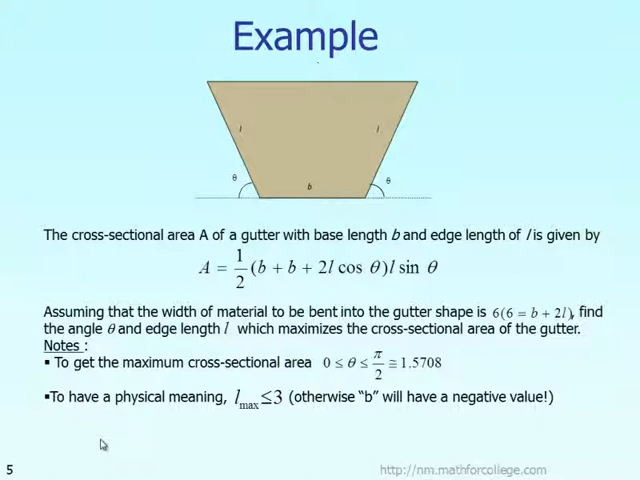 Example
l
l
θ
θ
b
The cross-sectional area A of a gutter with base length b and edge length of l is given by
A = 1/2 (b + b + 2l cos θ) l sin θ
Assuming that the width of material to be bent into the gutter shape is 6(6 = b + 2l), find
the angle θ and edge length l which maximizes the cross-sectional area of the gutter.
Notes :
▪ To get the maximum cross-sectional area 0 ≤ θ ≤ π/2 ≅ 1.5708
▪To have a physical meaning, l max ≤3 (otherwise “b” will have a negative value!)
5
http://nm.mathforcollege.com